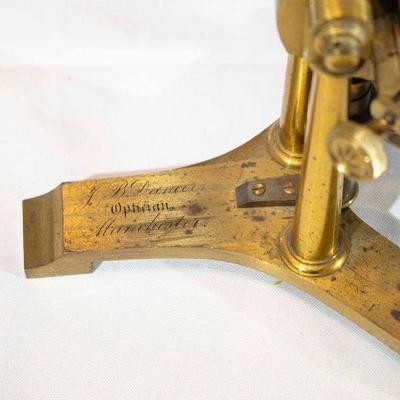 J. B. Dancer,
Optician,
Manchester.